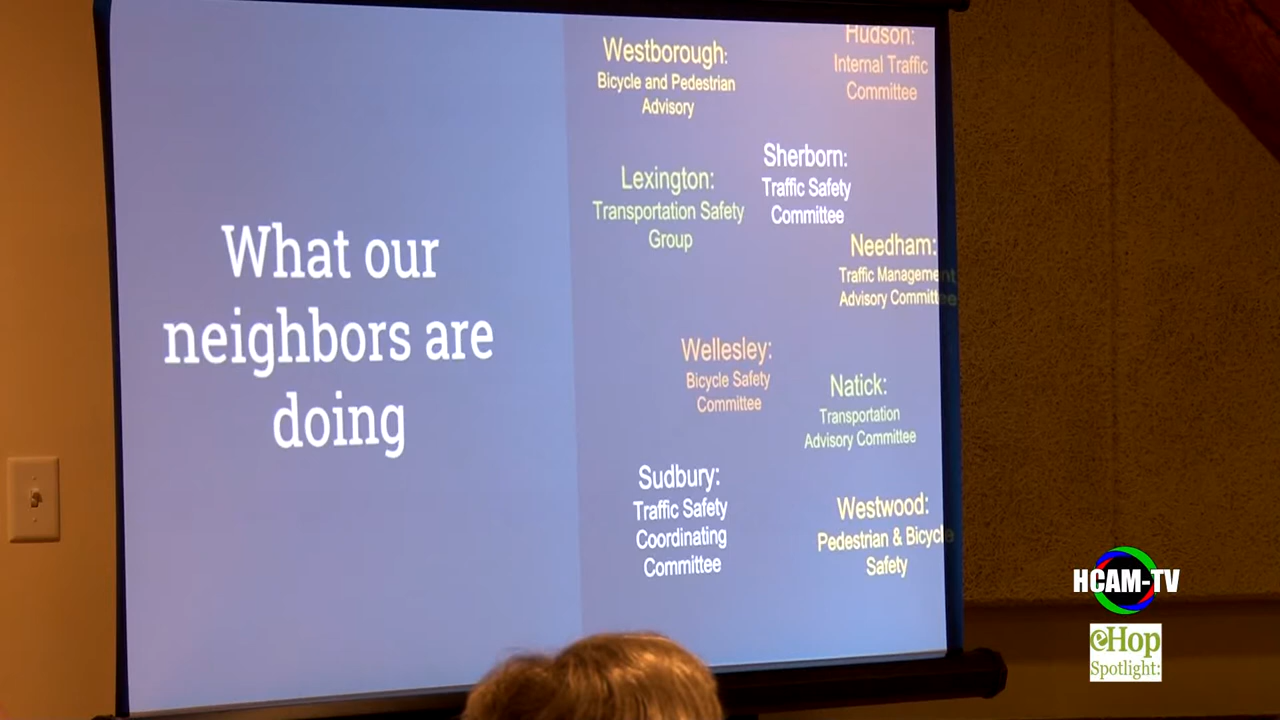 What our
neighbors are
doing
Westborough:
Bicycle and Pedestrian
Advisory
Hudson:
Internal Traffic
Committee
Lexington:
Transportation Safety
Group
Sherborn:
Traffic Safety
Committee
Needham:
Traffic Management
Advisory Committee
Wellesley:
Bicycle Safety
Committee
Natick:
Transportation
Advisory Committee
Sudbury:
Traffic Safety
Coordinating
Committee
Westwood:
Pedestrian & Bicycle
Safety
HCAM-TV
eHop
Spotlight: